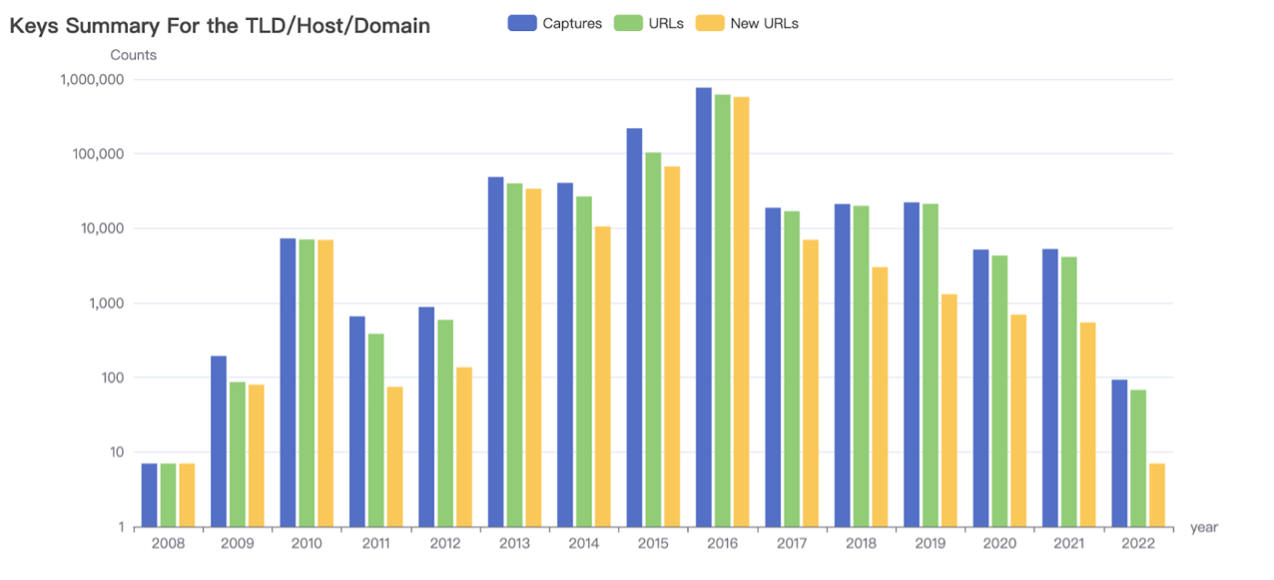 Keys Summary For the TLD/Host/Domain
Captures URLs New URLs
Counts
1,000,000
100,000
10,000
1,000
100
10
1
2008 2009 2010 2011 2012 2013 2014 2015 2016 2017 2018 2019 2020 2021 2022
year